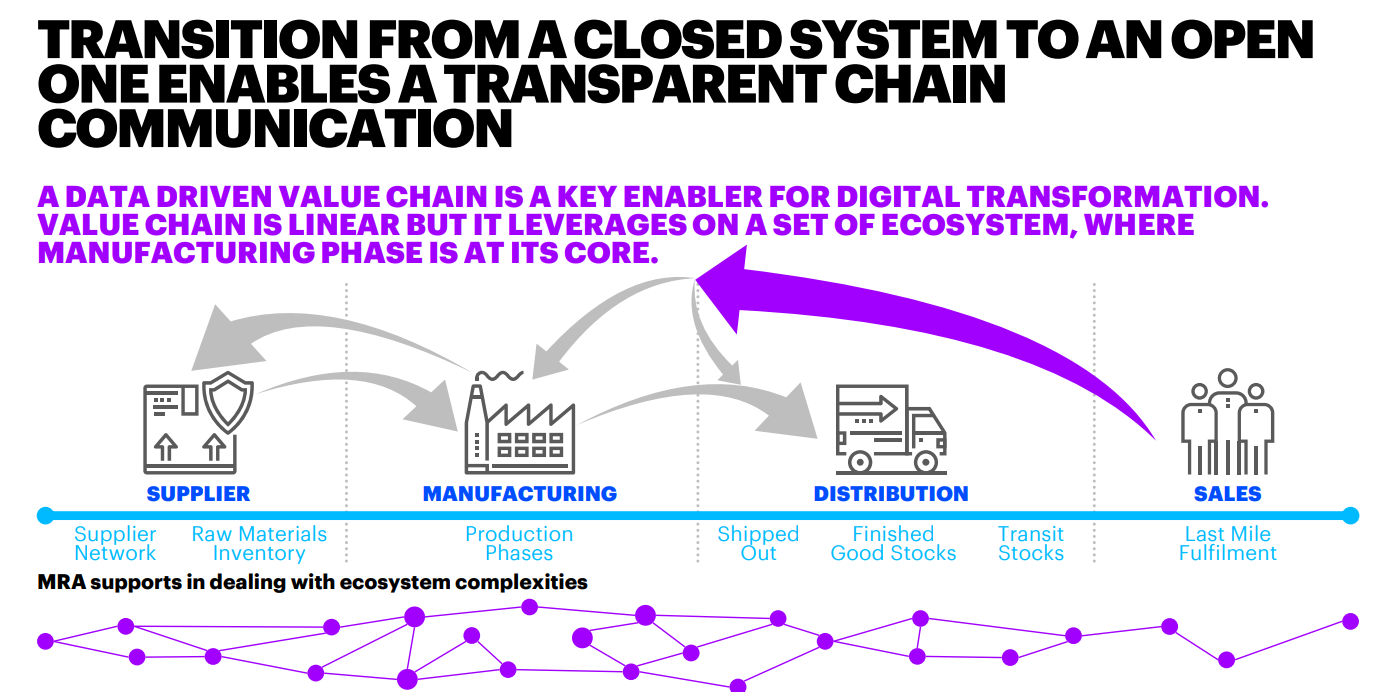 TRANSITION FROM A CLOSED SYSTEM TO AN OPEN
ONE ENABLES A TRANSPARENT CHAIN
COMMUNICATION
A DATA DRIVEN VALUE CHAIN IS A KEY ENABLER FOR DIGITAL TRANSFORMATION.
VALUE CHAIN IS LINEAR BUT IT LEVERAGES ON A SET OF ECOSYSTEM, WHERE
MANUFACTURING PHASE IS AT ITS CORE.
SUPPLIER
MANUFACTURING
DISTRIBUTION
SALES
Supplier
Network
Raw Materials
Inventory
Production
Phases
Shipped
Out
Finished
Good Stocks
Transit
Stocks
Last Mile
Fulfilment
MRA supports in dealing with ecosystem complexities